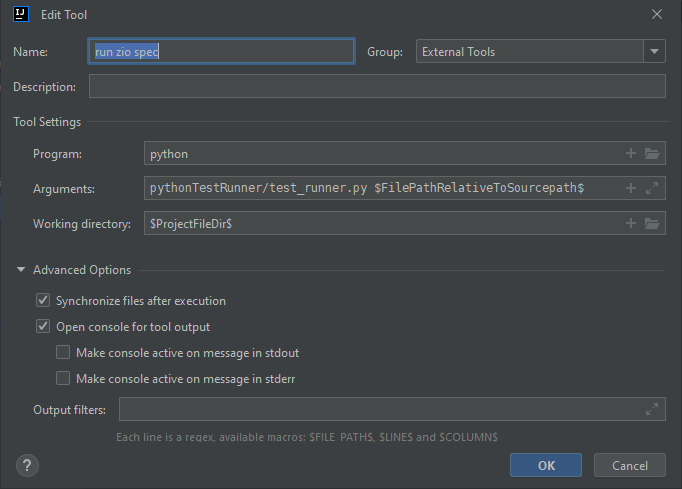 IJ Edit Tool
Name: run zio spec Group: External Tools
Description:
Tool Settings
Program: python
Arguments: pythonTestRunner/test_runner.py $FilePathRelativeToSourcepath$
Working directory: $ProjectFileDir$
Advanced Options
Synchronize files after execution
Open console for tool output
Make console active on message in stdout
Make console active on message in stderr
Output filters:
Each line is a regex, available macros: $FILE_PATH$, $LINE$ and $COLUMN$
? OK Cancel